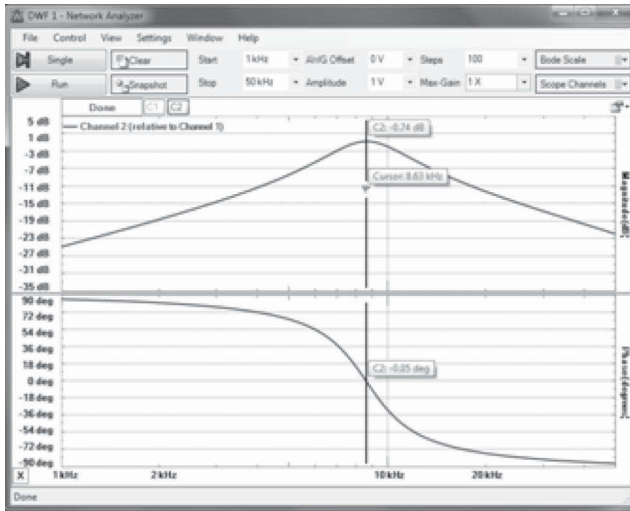 DWF 1 - Network Analyzer
File Control View Settings Window Help
Single Clear Start 1 kHz AWG Offset 0 V Steps 100 Bode Scale
Run Snapshot Stop 50 kHz Amplitude 1 V Max-Gain 1 X Scope Channels
Done C1 C2
Channel 2 (relative to Channel 1)
C2: -0.74 dB
Cursor: 8.63 kHz
5 dB
1 dB
-3 dB
-7 dB
-11 dB
-15 dB
-19 dB
-23 dB
-27 dB
-31 dB
-35 dB
Magnitude(dB)
90 deg
72 deg
54 deg
36 deg
18 deg
0 deg
-18 deg
-36 deg
-54 deg
-72 deg
-90 deg
C2: -0.05 deg
Phase(degrees)
X 1 kHz 2 kHz 10 kHz 20 kHz
Done